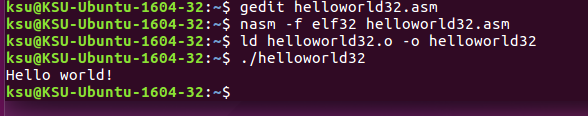 ksu@KSU-Ubuntu-1604-32:~$ gedit helloworld32.asm
ksu@KSU-Ubuntu-1604-32:~$ nasm -f elf32 helloworld32.asm
ksu@KSU-Ubuntu-1604-32:~$ ld helloworld32.o -o helloworld32
ksu@KSU-Ubuntu-1604-32:~$ ./helloworld32
Hello world!
ksu@KSU-Ubuntu-1604-32:~$